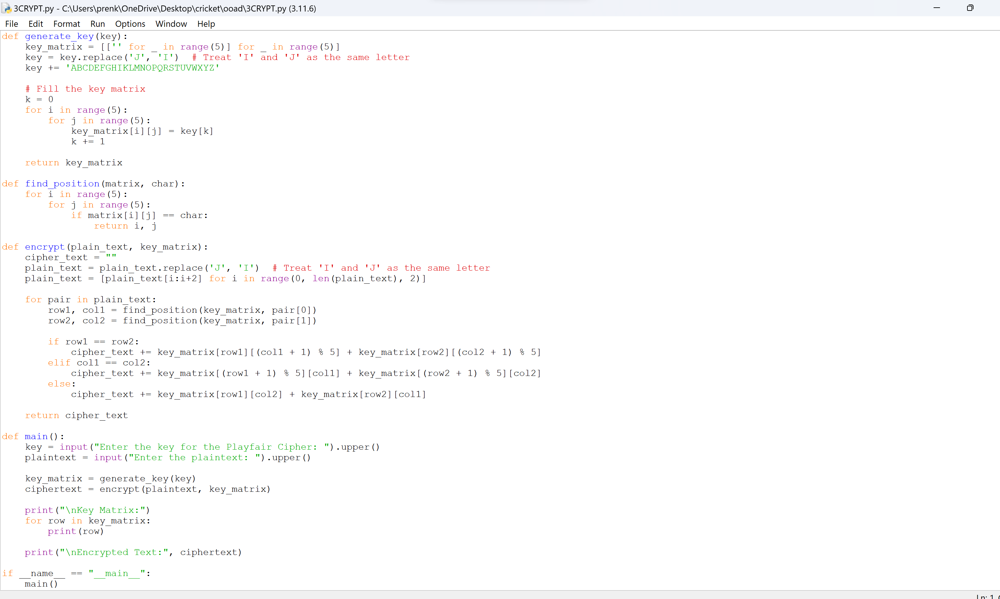 3CRYPT.py - C:\Users\prenk\OneDrive\Desktop\cricket\ooad\3CRYPT.py (3.11.6)
File Edit Format Run Options Window Help
def generate_key(key):
    key_matrix = [['' for _ in range(5)] for _ in range(5)]
    key = key.replace('J', 'I')  # Treat 'I' and 'J' as the same letter
    key += 'ABCDEFGHIKLMNOPQRSTUVWXYZ'

    # Fill the key matrix
    k = 0
    for i in range(5):
        for j in range(5):
            key_matrix[i][j] = key[k]
            k += 1

    return key_matrix

def find_position(matrix, char):
    for i in range(5):
        for j in range(5):
            if matrix[i][j] == char:
                return i, j

def encrypt(plain_text, key_matrix):
    cipher_text = ""
    plain_text = plain_text.replace('J', 'I')  # Treat 'I' and 'J' as the same letter
    plain_text = [plain_text[i:i+2] for i in range(0, len(plain_text), 2)]

    for pair in plain_text:
        row1, col1 = find_position(key_matrix, pair[0])
        row2, col2 = find_position(key_matrix, pair[1])

        if row1 == row2:
            cipher_text += key_matrix[row1][(col1 + 1) % 5] + key_matrix[row2][(col2 + 1) % 5]
        elif col1 == col2:
            cipher_text += key_matrix[(row1 + 1) % 5][col1] + key_matrix[(row2 + 1) % 5][col2]
        else:
            cipher_text += key_matrix[row1][col2] + key_matrix[row2][col1]

    return cipher_text

def main():
    key = input("Enter the key for the Playfair Cipher: ").upper()
    plaintext = input("Enter the plaintext: ").upper()

    key_matrix = generate_key(key)
    ciphertext = encrypt(plaintext, key_matrix)

    print("\nKey Matrix:")
    for row in key_matrix:
        print(row)

    print("\nEncrypted Text:", ciphertext)

if __name__ == "__main__":
    main()
Ln: 1